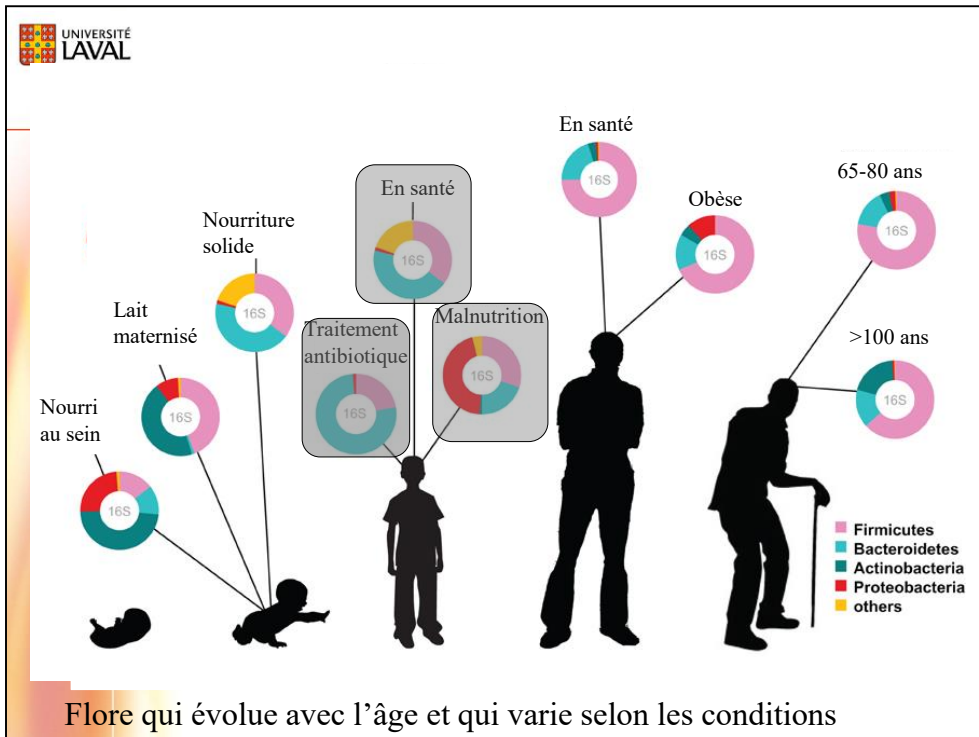 UNIVERSITÉ
LAVAL
En santé
65-80 ans
16S
En santé
Obèse
16S
Nourriture
solide
16S
16S
16S
Lait
maternisé
16S
Traitement
antibiotique
Malnutrition
>100 ans
16S
16S
16S
Nourri
au sein
16S
16S
Firmicutes
Bacteroidetes
Actinobacteria
Proteobacteria
others
Flore qui évolue avec l’âge et qui varie selon les conditions